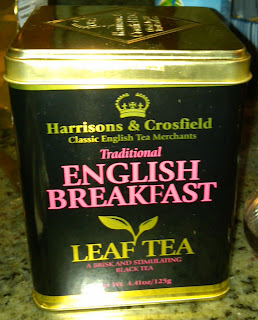 Harrisons & Crosfield
Classic English Tea Merchants
Traditional
ENGLISH
BREAKFAST
LEAF TEA
A BRISK AND STIMULATING
BLACK TEA
Wt. 4.41oz/125g